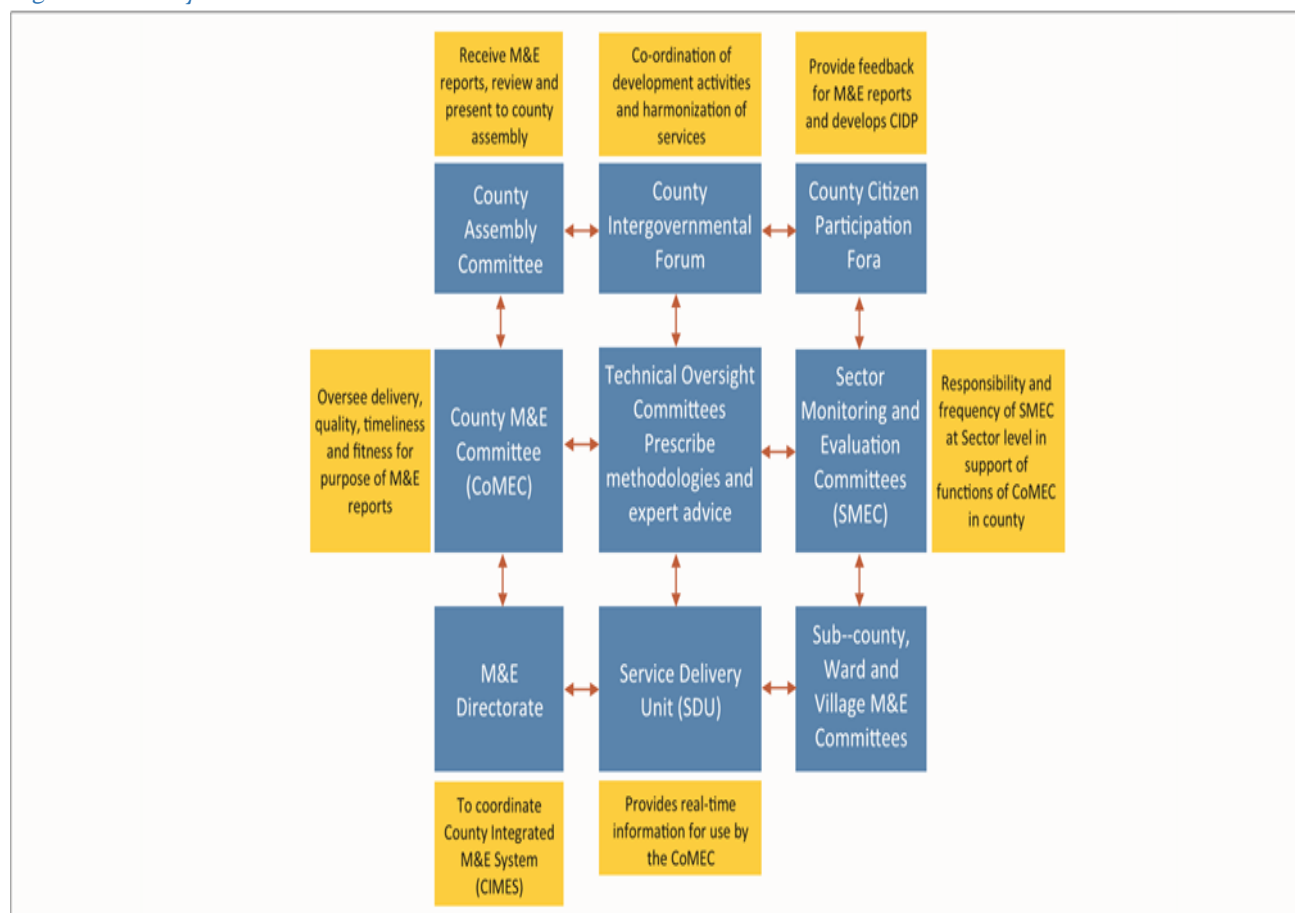 Receive M&E
reports, review and
present to county
assembly
Co-ordination of
development activities
and harmonization of
services
Provide feedback
for M&E reports
and develops CIDP
County
Assembly
Committee
County
Intergovernmental
Forum
County Citizen
Participation
Fora
Oversee delivery,
quality, timeliness
and fitness for
purpose of M&E
reports
County M&E
Committee
(CoMEC)
Technical Oversight
Committees
Prescribe
methodologies and
expert advice
Sector
Monitoring and
Evaluation
Committees
(SMEC)
Responsibility and
frequency of SMEC
at Sector level in
support of
functions of CoMEC
in county
M&E
Directorate
Service Delivery
Unit (SDU)
Sub--county,
Ward and
Village M&E
Committees
To coordinate
County Integrated
M&E System
(CIMES)
Provides real-time
information for use by
the CoMEC